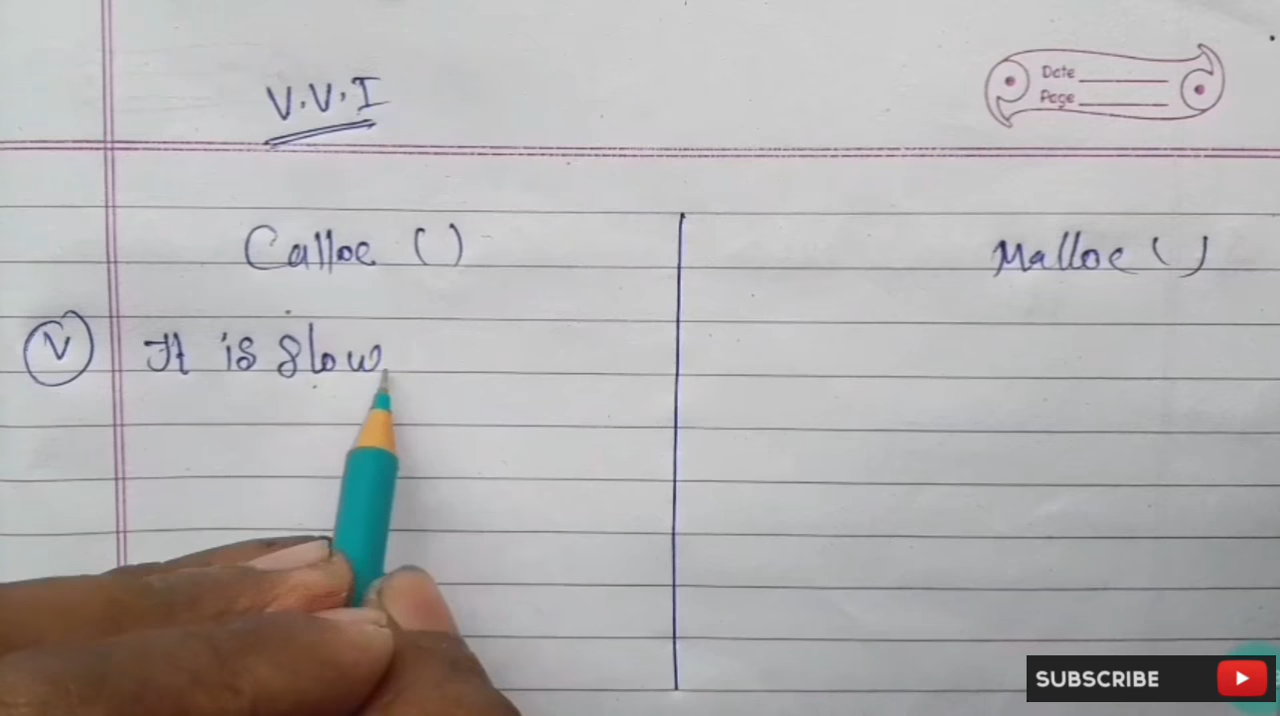 V.V.I
Date
Page
Calloc ()
Malloc ()
V It is slow
SUBSCRIBE